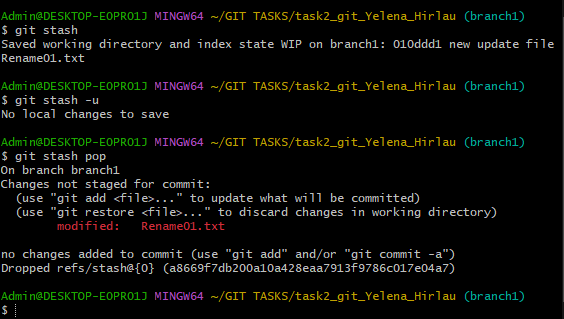 Admin@DESKTOP-EOPR01J MINGW64 ~/GIT TASKS/task2_git_Yelena_Hirlau (branch1)
$ git stash
Saved working directory and index state WIP on branch1: 010ddd1 new update file
Rename01.txt
Admin@DESKTOP-EOPR01J MINGW64 ~/GIT TASKS/task2_git_Yelena_Hirlau (branch1)
$ git stash -u
No local changes to save
Admin@DESKTOP-EOPR01J MINGW64 ~/GIT TASKS/task2_git_Yelena_Hirlau (branch1)
$ git stash pop
On branch branch1
Changes not staged for commit:
  (use "git add <file>..." to update what will be committed)
  (use "git restore <file>..." to discard changes in working directory)
        modified:   Rename01.txt
no changes added to commit (use "git add" and/or "git commit -a")
Dropped refs/stash@{0} (a8669f7db200a10a428eaa7913f9786c017e04a7)
Admin@DESKTOP-EOPR01J MINGW64 ~/GIT TASKS/task2_git_Yelena_Hirlau (branch1)
$